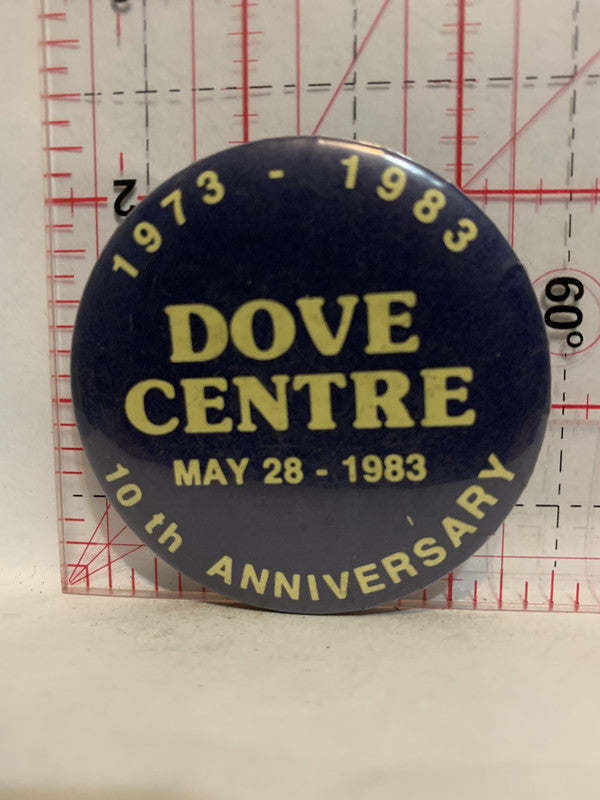 1973 - 1983
DOVE
CENTRE
MAY 28 - 1983
10 th ANNIVERSARY
2
60°